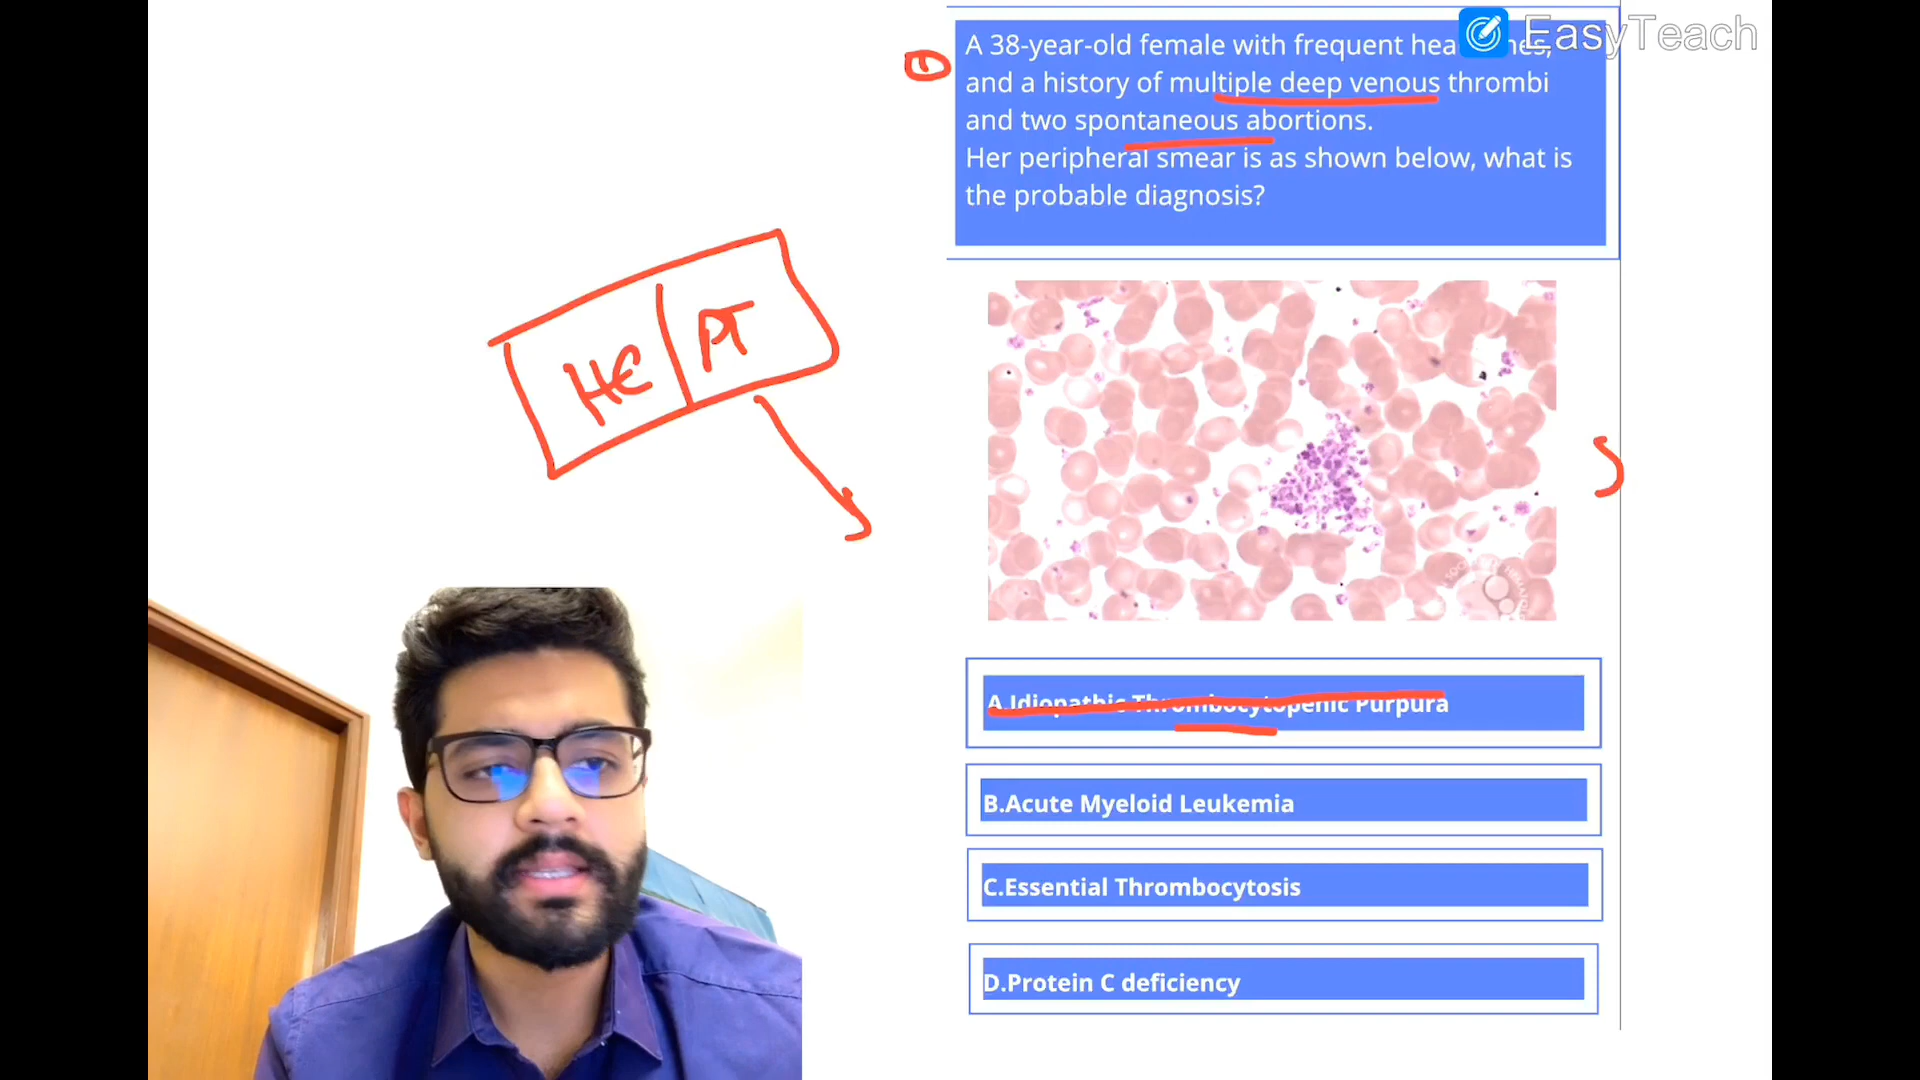 EasyTeach
A 38-year-old female with frequent
and a history of multiple deep venous thrombi
and two spontaneous abortions.
Her peripheral smear is as shown below, what is
the probable diagnosis?
HE PT
A.Idiopathic Thrombocytopenic Purpura
B.Acute Myeloid Leukemia
C.Essential Thrombocytosis
D.Protein C deficiency